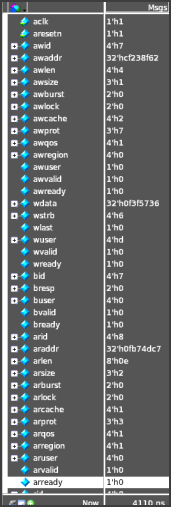 Msgs
aclk 1'h1
aresetn 1'h1
awid 4'h7
awaddr 32'hcf238f62
awlen 4'h4
awsize 3'h1
awburst 2'h0
awlock 2'h0
awcache 4'h2
awprot 3'h7
awqos 4'h1
awregion 4'h0
awuser 1'h0
awvalid 1'h0
awready 1'h0
wdata 32'h0f3f5736
wstrb 4'h6
wlast 1'h0
wuser 4'hd
wvalid 1'h0
wready 1'h0
bid 4'h7
bresp 2'h0
buser 4'h0
bvalid 1'h0
bready 1'h0
arid 4'h8
araddr 32'h0fb74dc7
arlen 8'h0e
arsize 3'h2
arburst 2'h0
arlock 2'h0
arcache 4'h1
arprot 3'h3
arqos 4'h1
arregion 4'h1
aruser 4'h0
arvalid 1'h0
arready 1'h0
Now 4110 ns